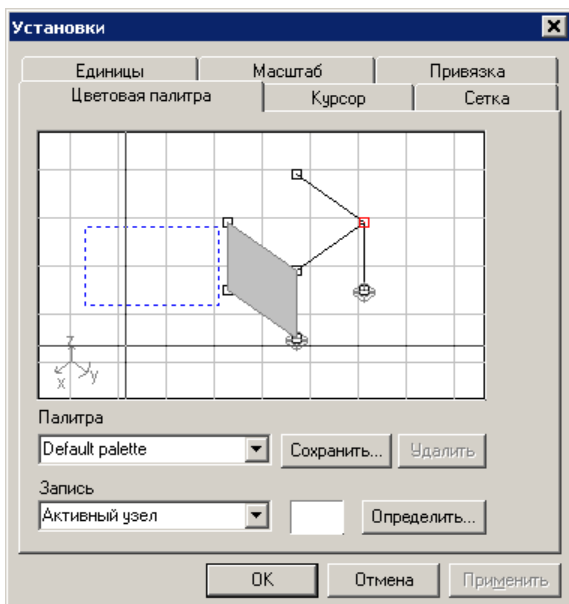 Установки
Единицы Масштаб Привязка
Цветовая палитра Курсор Сетка
z
x y
Палитра
Default palette Сохранить... Удалить
Запись
Активный узел Определить...
OK Отмена Применить